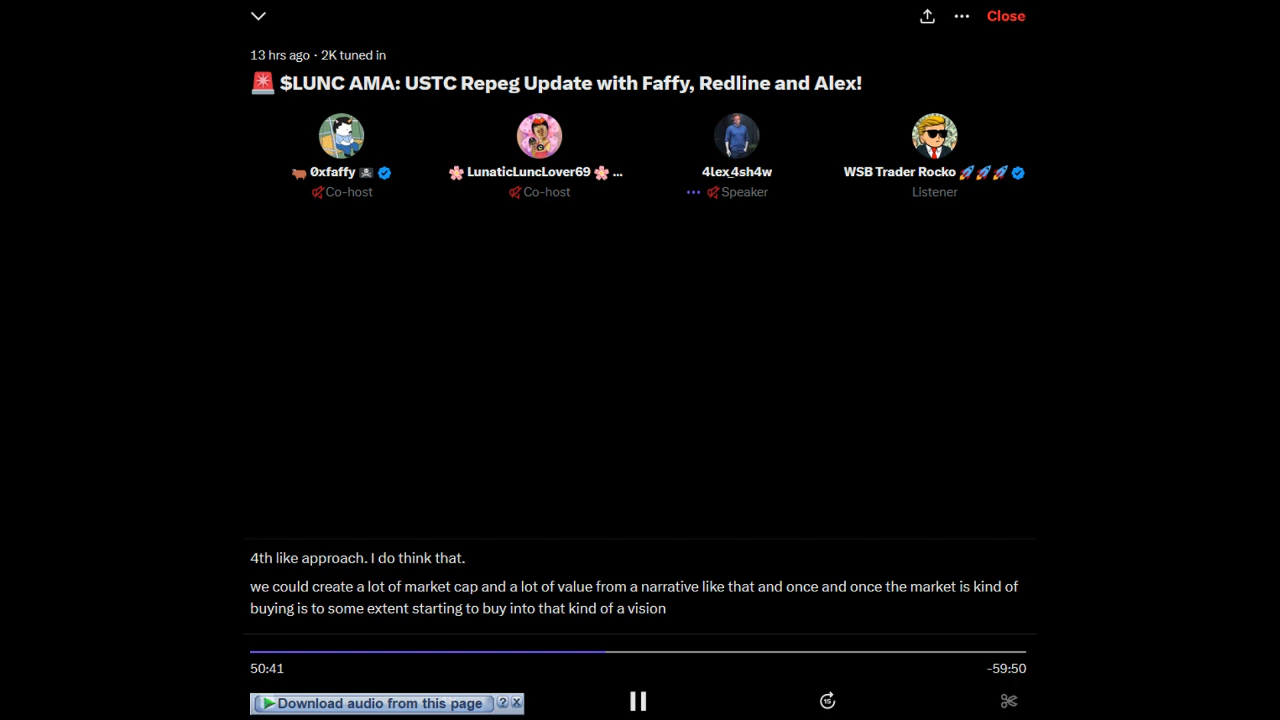 Close
13 hrs ago · 2K tuned in
🚨 $LUNC AMA: USTC Repeg Update with Faffy, Redline and Alex!
🐂 0xfaffy 🏴‍☠️
🌸 LunaticLuncLover69 🌸 ...
4lex_4sh4w
WSB Trader Rocko 🚀🚀🚀
Co-host
Co-host
Speaker
Listener
4th like approach. I do think that.
we could create a lot of market cap and a lot of value from a narrative like that and once and once the market is kind of
buying is to some extent starting to buy into that kind of a vision
50:41
-59:50
Download audio from this page ? X
15